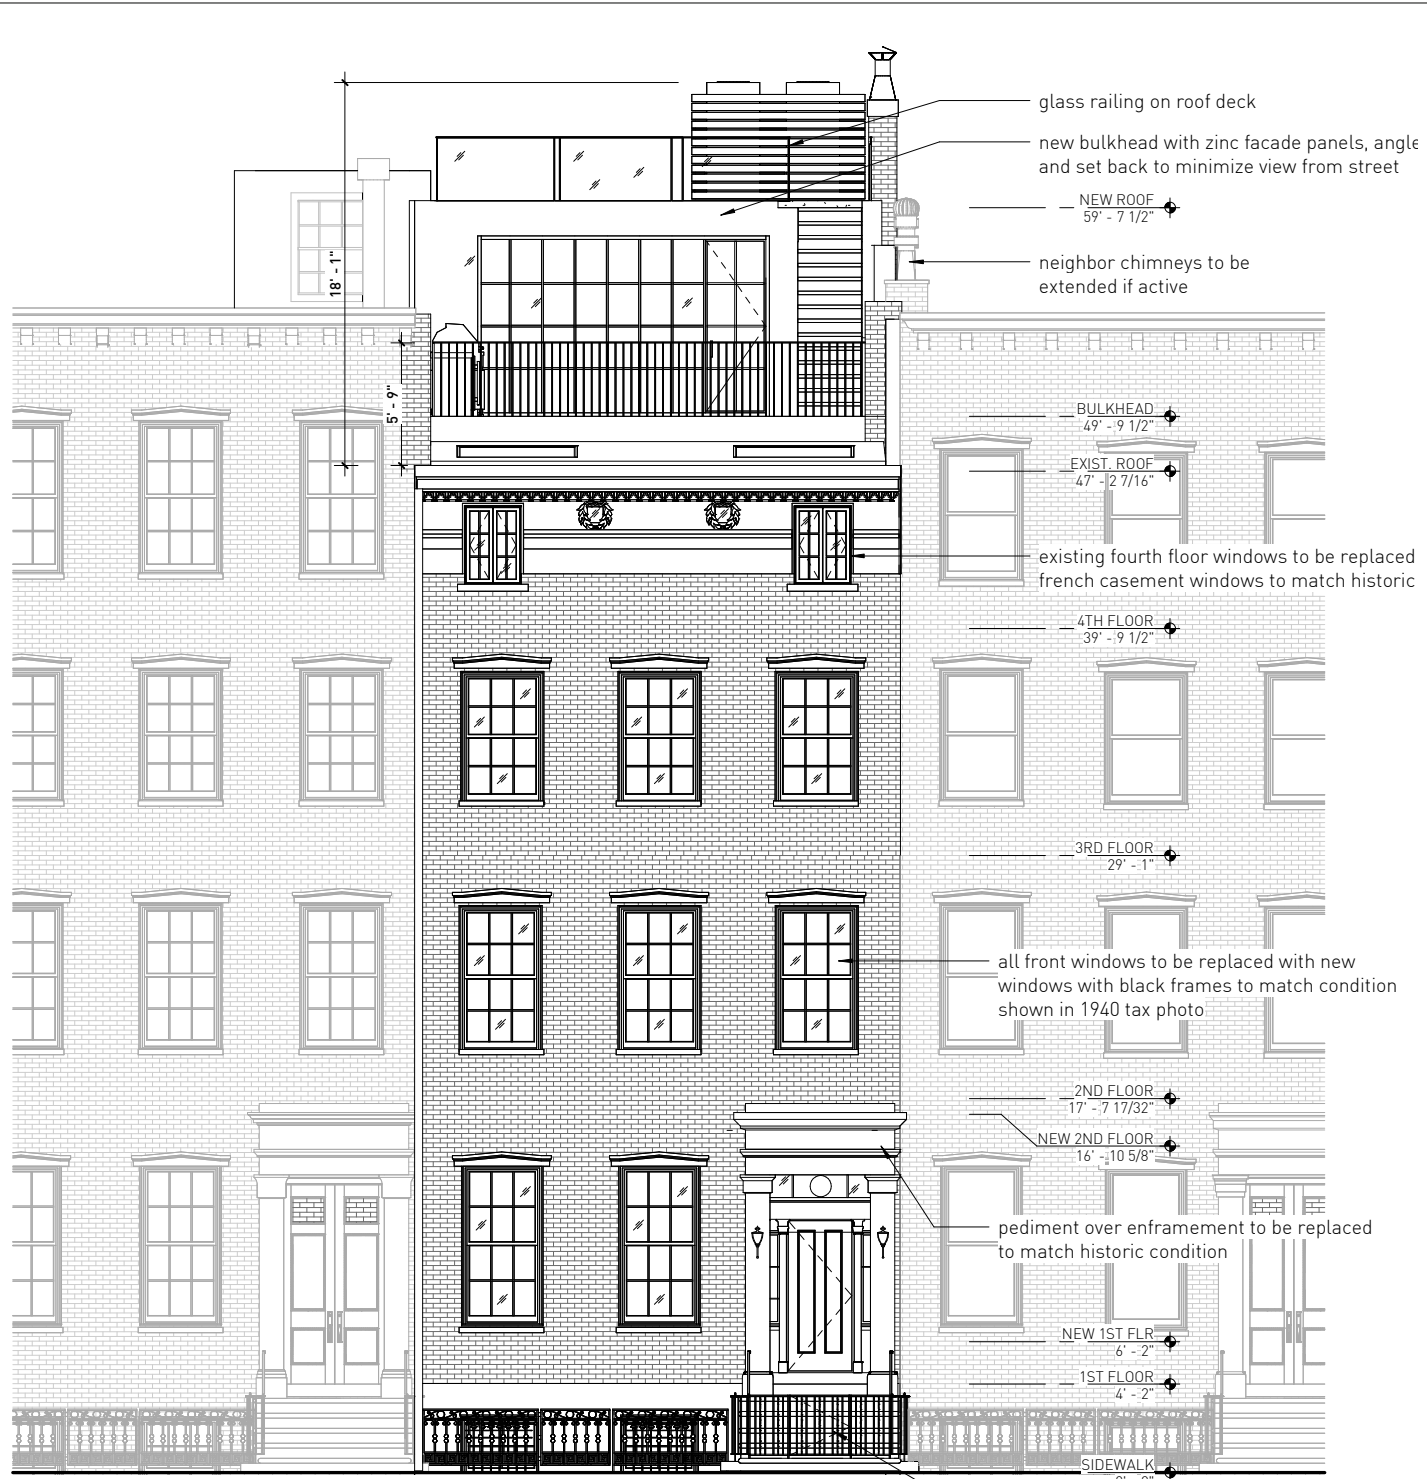 glass railing on roof deck
new bulkhead with zinc facade panels, angle
and set back to minimize view from street
NEW ROOF
59' - 7 1/2"
18' - 1"
neighbor chimneys to be
extended if active
5' - 9"
BULKHEAD
49' - 9 1/2"
EXIST. ROOF
47' - 2 7/16"
existing fourth floor windows to be replaced
french casement windows to match historic
4TH FLOOR
39' - 9 1/2"
3RD FLOOR
29' - 1"
all front windows to be replaced with new
windows with black frames to match condition
shown in 1940 tax photo
2ND FLOOR
17' - 7 17/32"
NEW 2ND FLOOR
16' - 10 5/8"
pediment over enframement to be replaced
to match historic condition
NEW 1ST FLR
6' - 2"
1ST FLOOR
4' - 2"
SIDEWALK